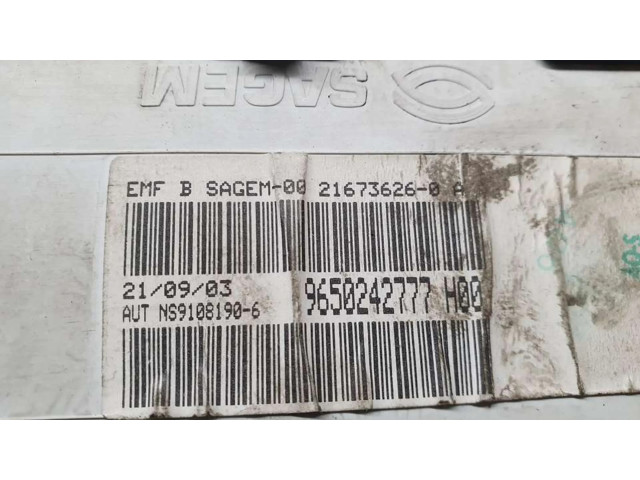 SAGEM
EMF B SAGEM-00 21673626-0 A
21/09/03 9650242777 H00
AUT NS9108190-6